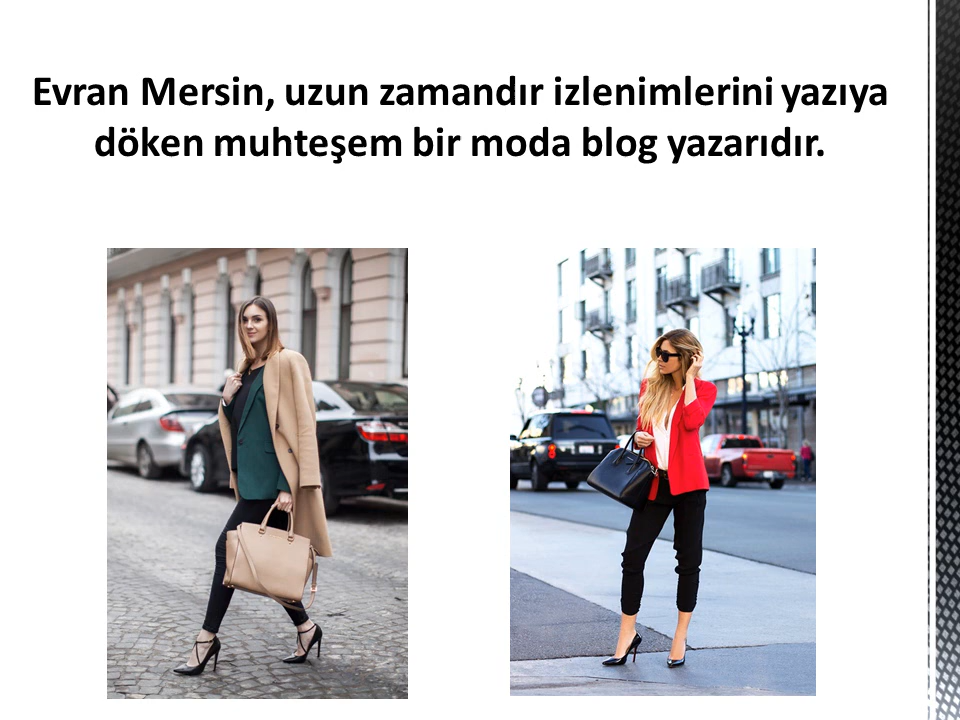 Evran Mersin, uzun zamandır izlenimlerini yazıya
döken muhteşem bir moda blog yazarıdır.